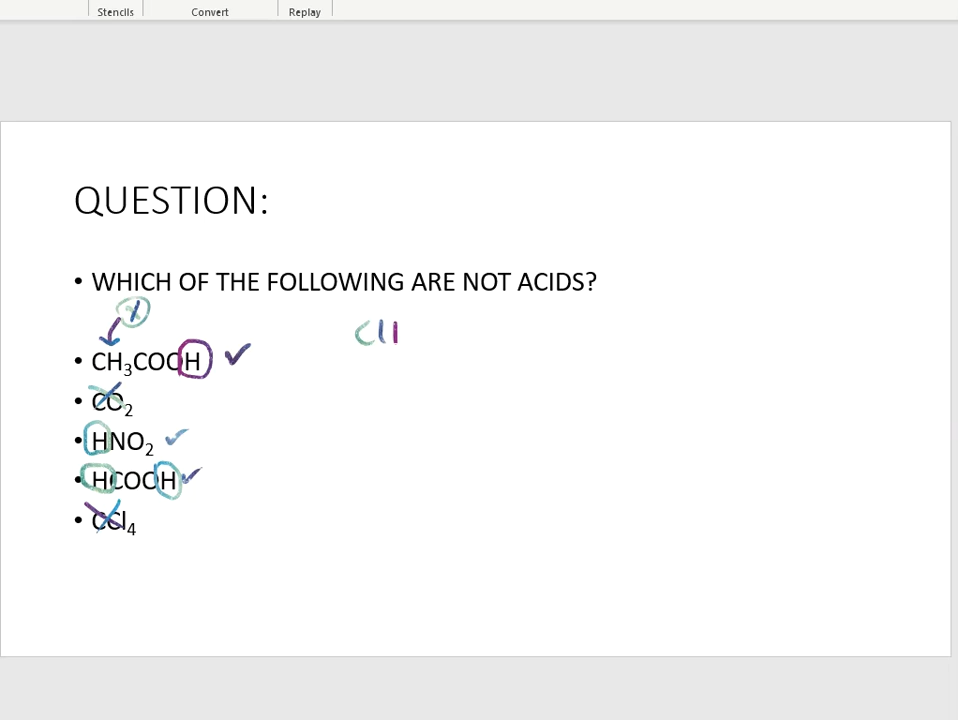 Stencils Convert Replay
QUESTION:
• WHICH OF THE FOLLOWING ARE NOT ACIDS?
Cl
• CH₃COOH ✓
• CO₂
• HNO₂ ✓
• HCOOH ✓
• CCl₄